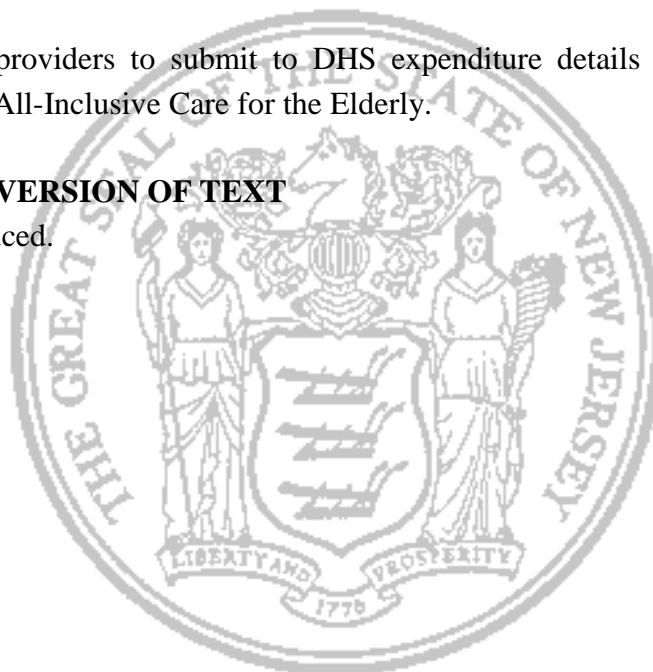 providers to submit to DHS expenditure details
All-Inclusive Care for the Elderly.
VERSION OF TEXT
THE GREAT SEAL OF THE STATE OF NEW JERSEY
LIBERTY AND PROSPERITY
1776